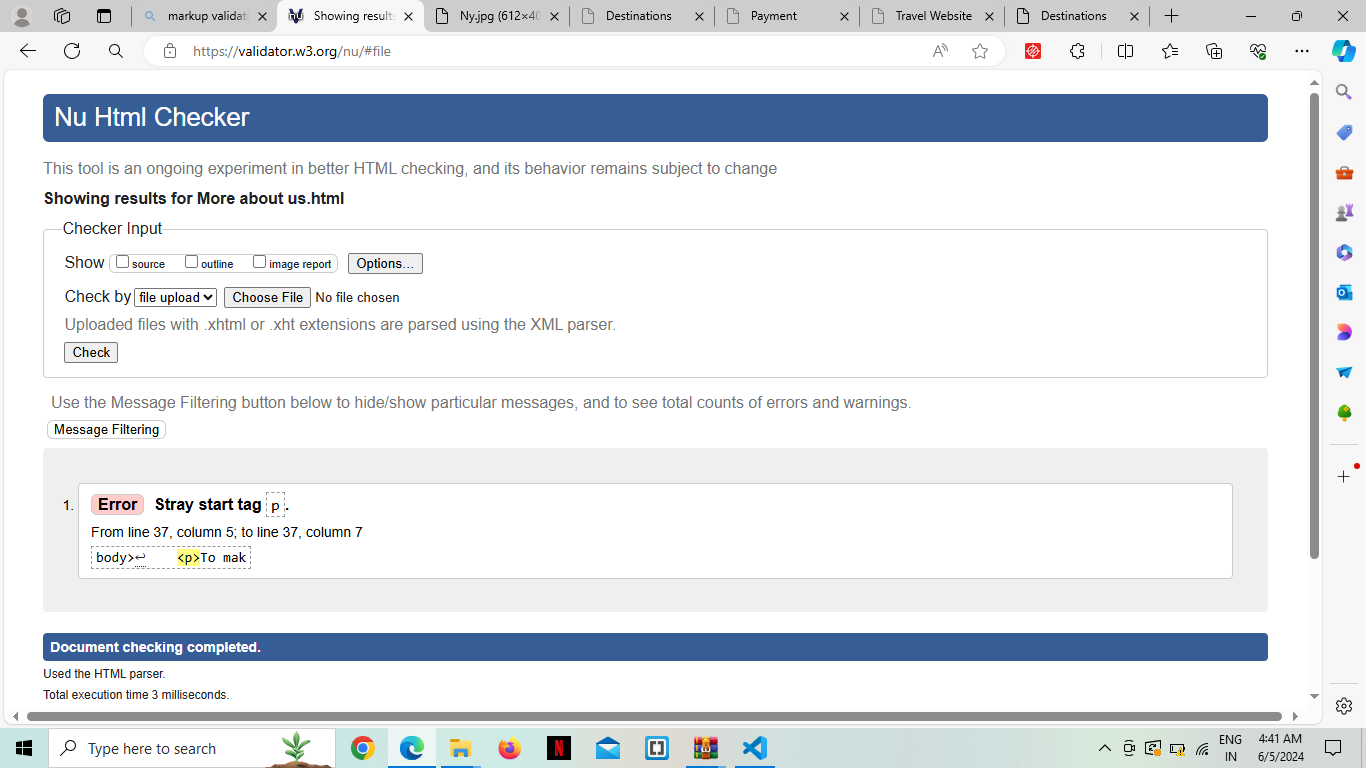 markup validati
Showing results
Ny.jpg (612×40
Destinations
Payment
Travel Website
Destinations
https://validator.w3.org/nu/#file
Nu Html Checker
This tool is an ongoing experiment in better HTML checking, and its behavior remains subject to change
Showing results for More about us.html
Checker Input
Show source outline image report Options...
Check by file upload Choose File No file chosen
Uploaded files with .xhtml or .xht extensions are parsed using the XML parser.
Check
Use the Message Filtering button below to hide/show particular messages, and to see total counts of errors and warnings.
Message Filtering
1. Error Stray start tag p.
From line 37, column 5; to line 37, column 7
body>↩ <p>To mak
Document checking completed.
Used the HTML parser.
Total execution time 3 milliseconds.
Type here to search
ENG
IN
4:41 AM
6/5/2024